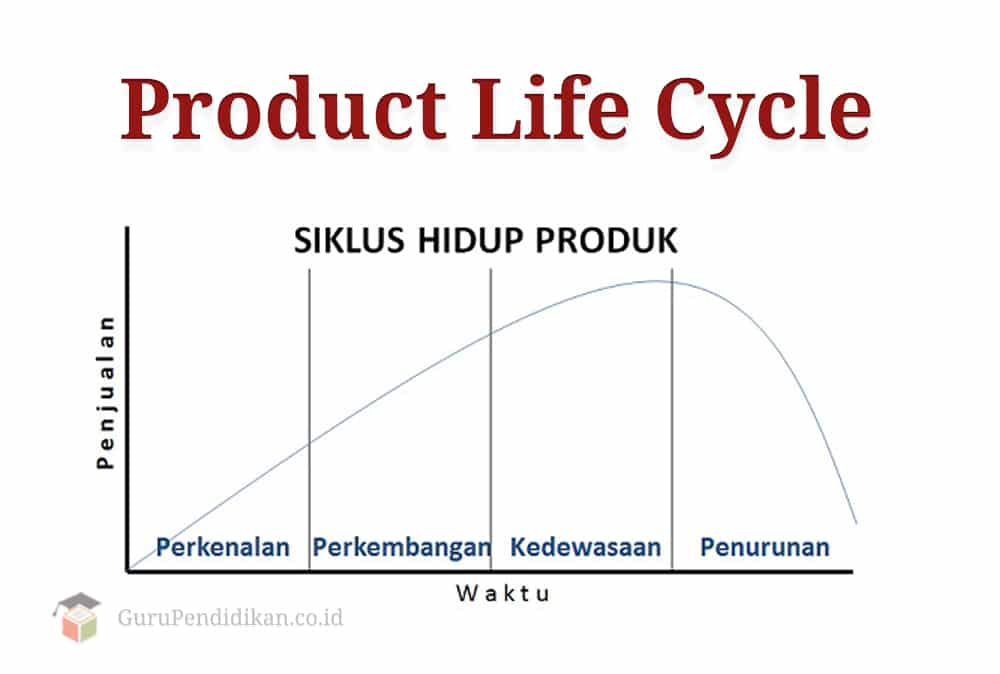 Product Life Cycle
SIKLUS HIDUP PRODUK
Penjualan
Perkenalan
Perkembangan
Kedewasaan
Penurunan
Waktu
GuruPendidikan.co.id